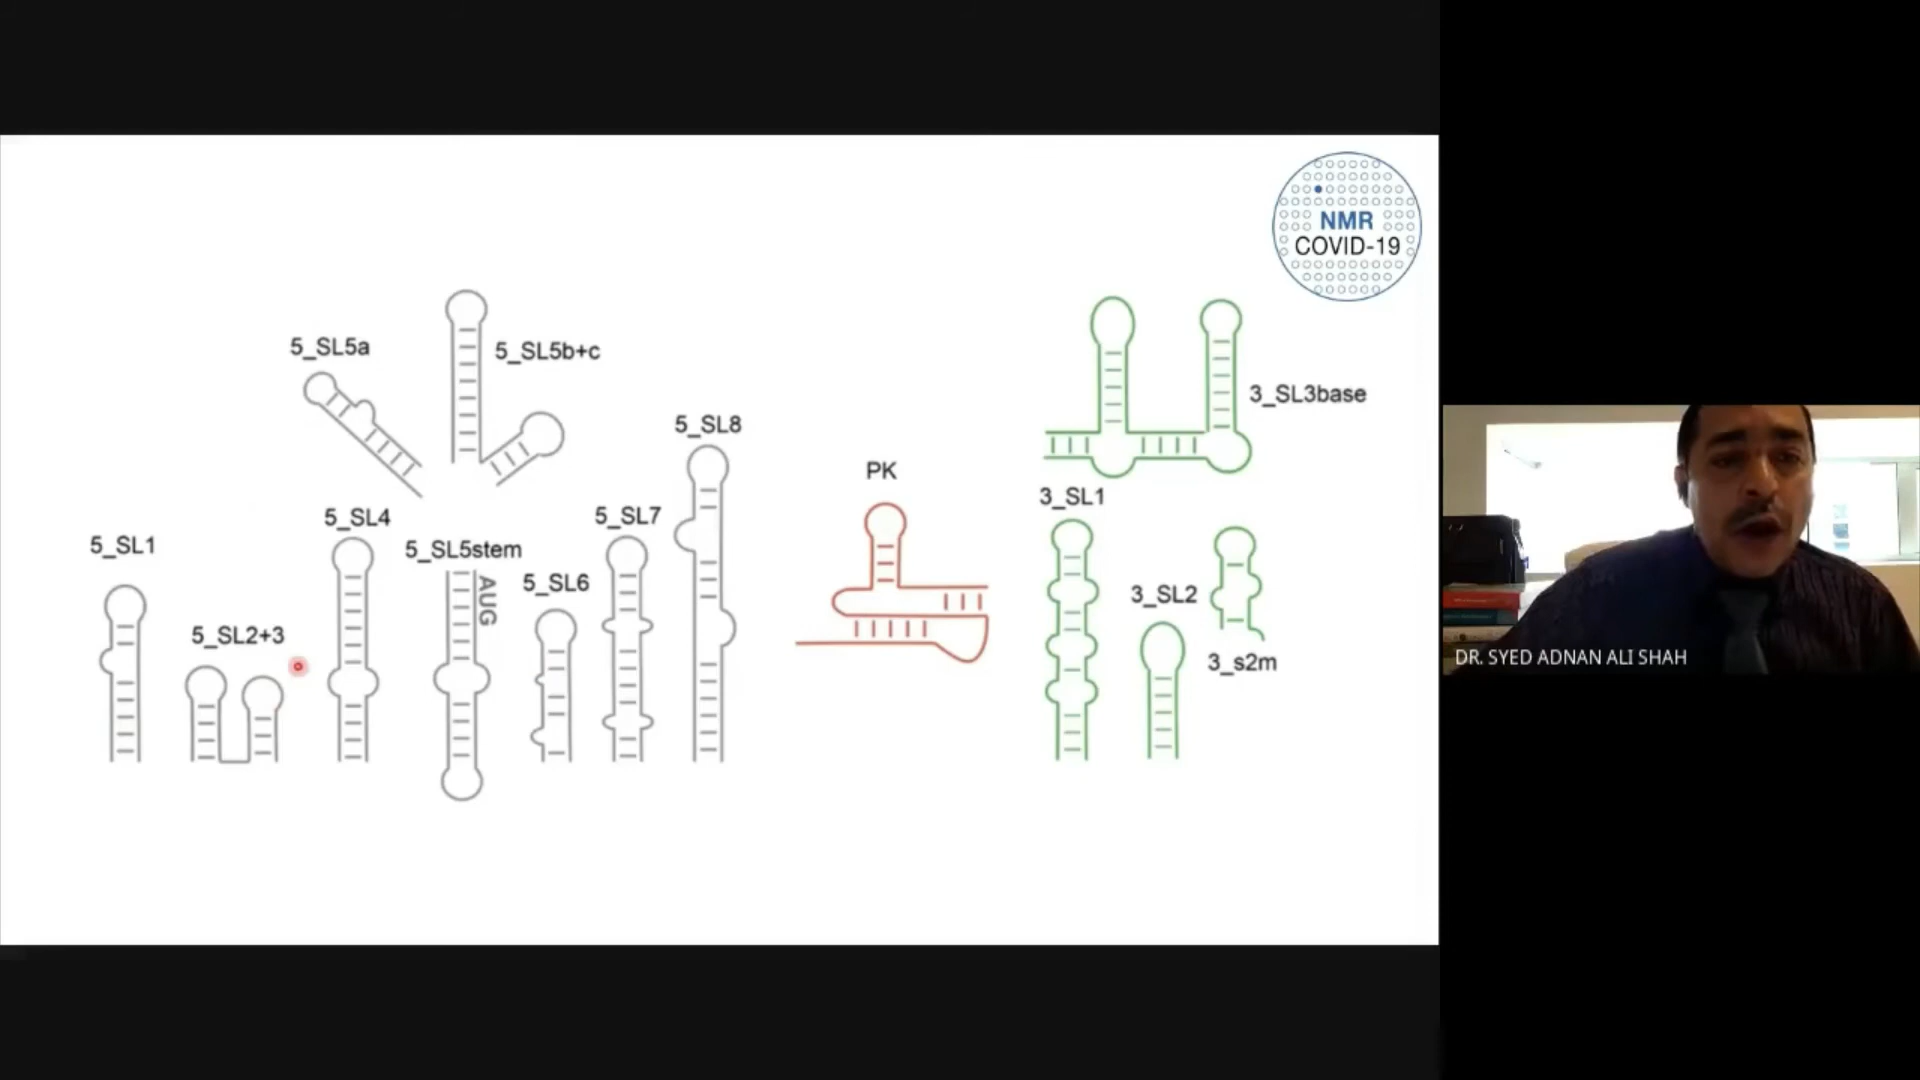 NMR
COVID-19
5_SL5a
5_SL5b+c
5_SL8
5_SL4
5_SL7
5_SL1
5_SL5stem
5_SL6
AUG
5_SL2+3
PK
3_SL3base
3_SL1
3_SL2
3_s2m
DR. SYED ADNAN ALI SHAH